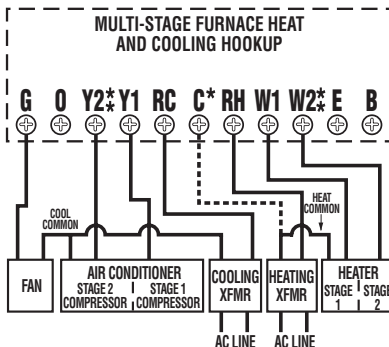 MULTI-STAGE FURNACE HEAT
AND COOLING HOOKUP
G O Y2** Y1 RC C* RH W1 W2** E B
COOL
COMMON
HEAT
COMMON
FAN
AIR CONDITIONER
STAGE 2 COMPRESSOR
STAGE 1 COMPRESSOR
COOLING
XFMR
HEATING
XFMR
HEATER
STAGE 1
STAGE 2
AC LINE
AC LINE